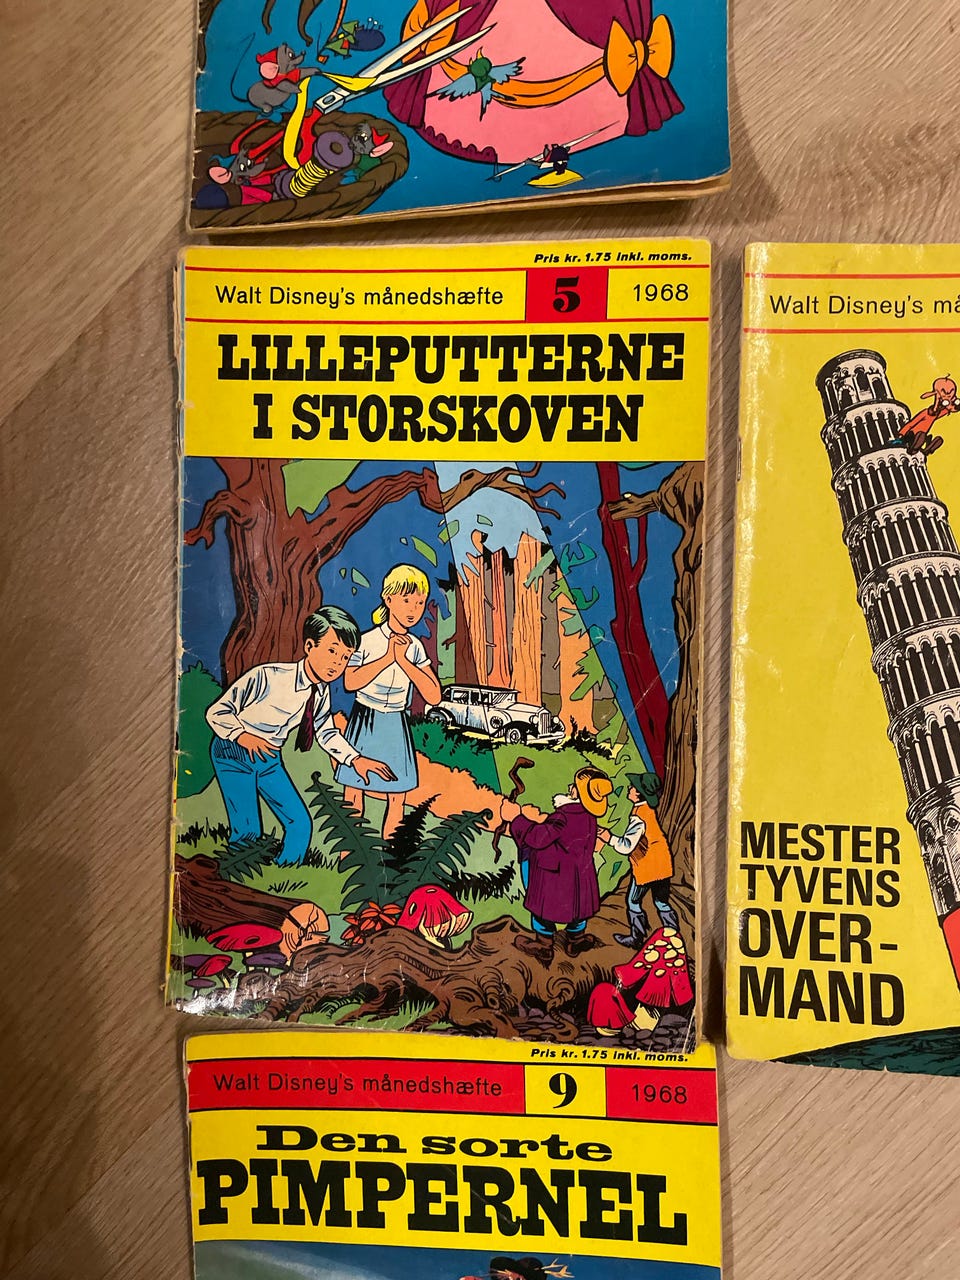 Pris kr. 1.75 inkl. moms.
Walt Disney's månedshæfte
5
1968
LILLEPUTTERNE
I STORSKOVEN
Walt Disney's
MESTER
TYVENS
OVER-
MAND
Pris kr. 1.75 inkl. moms.
Walt Disney's månedshæfte
9
1968
Den sorte
PIMPERNEL